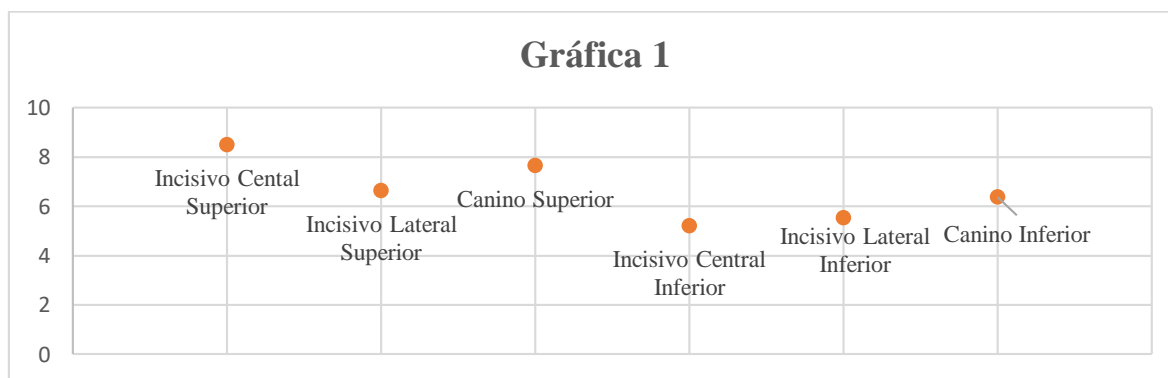 Gráfica 1
10
8
6
4
2
0
Incisivo Cental
Superior
Incisivo Lateral
Superior
Canino Superior
Incisivo Central
Inferior
Incisivo Lateral
Inferior
Canino Inferior